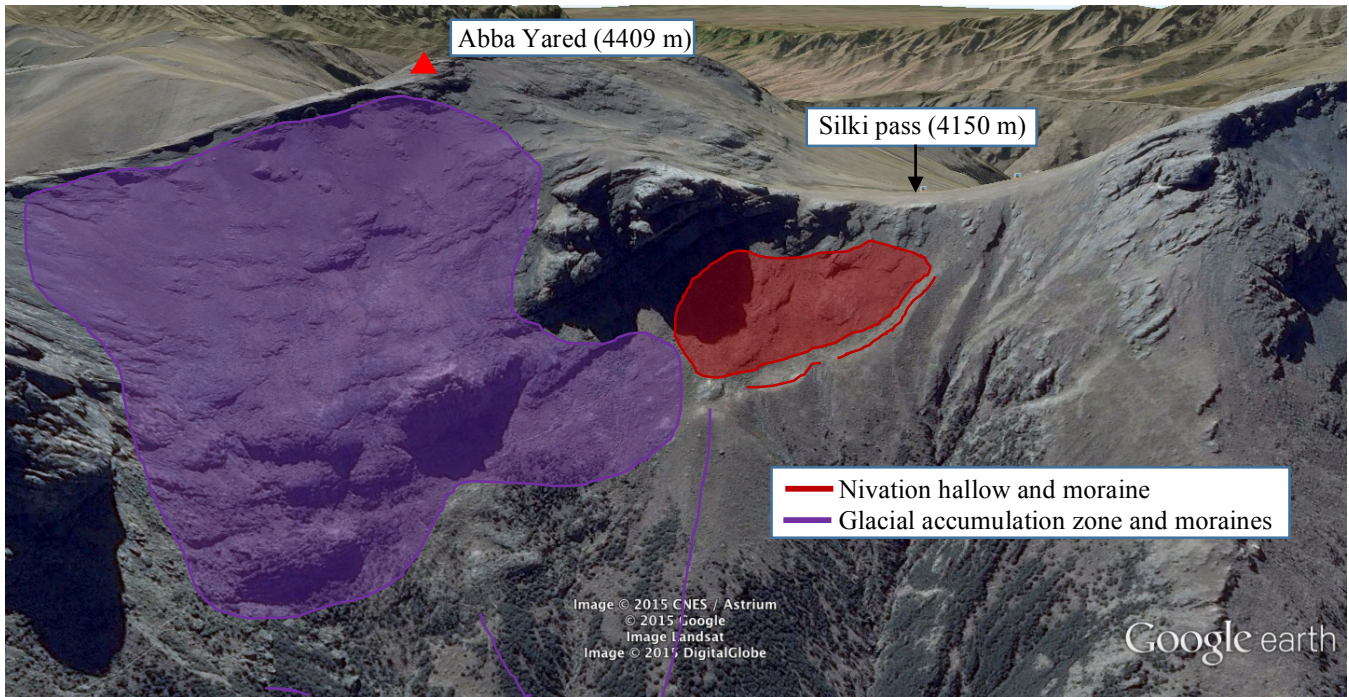 Abba Yared (4409 m)
Silki pass (4150 m)
Nivation hallow and moraine
Glacial accumulation zone and moraines
Image © 2015 CNES / Astrium
© 2015 Google
Image Landsat
Image © 2015 DigitalGlobe
Google earth